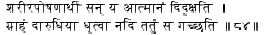 शरीरपोषणार्थी सन् य आत्मानं दिदृक्षति ।
ग्राहं दारुधिया धृत्वा नदि तर्तुं स गच्छति ॥ ८४॥